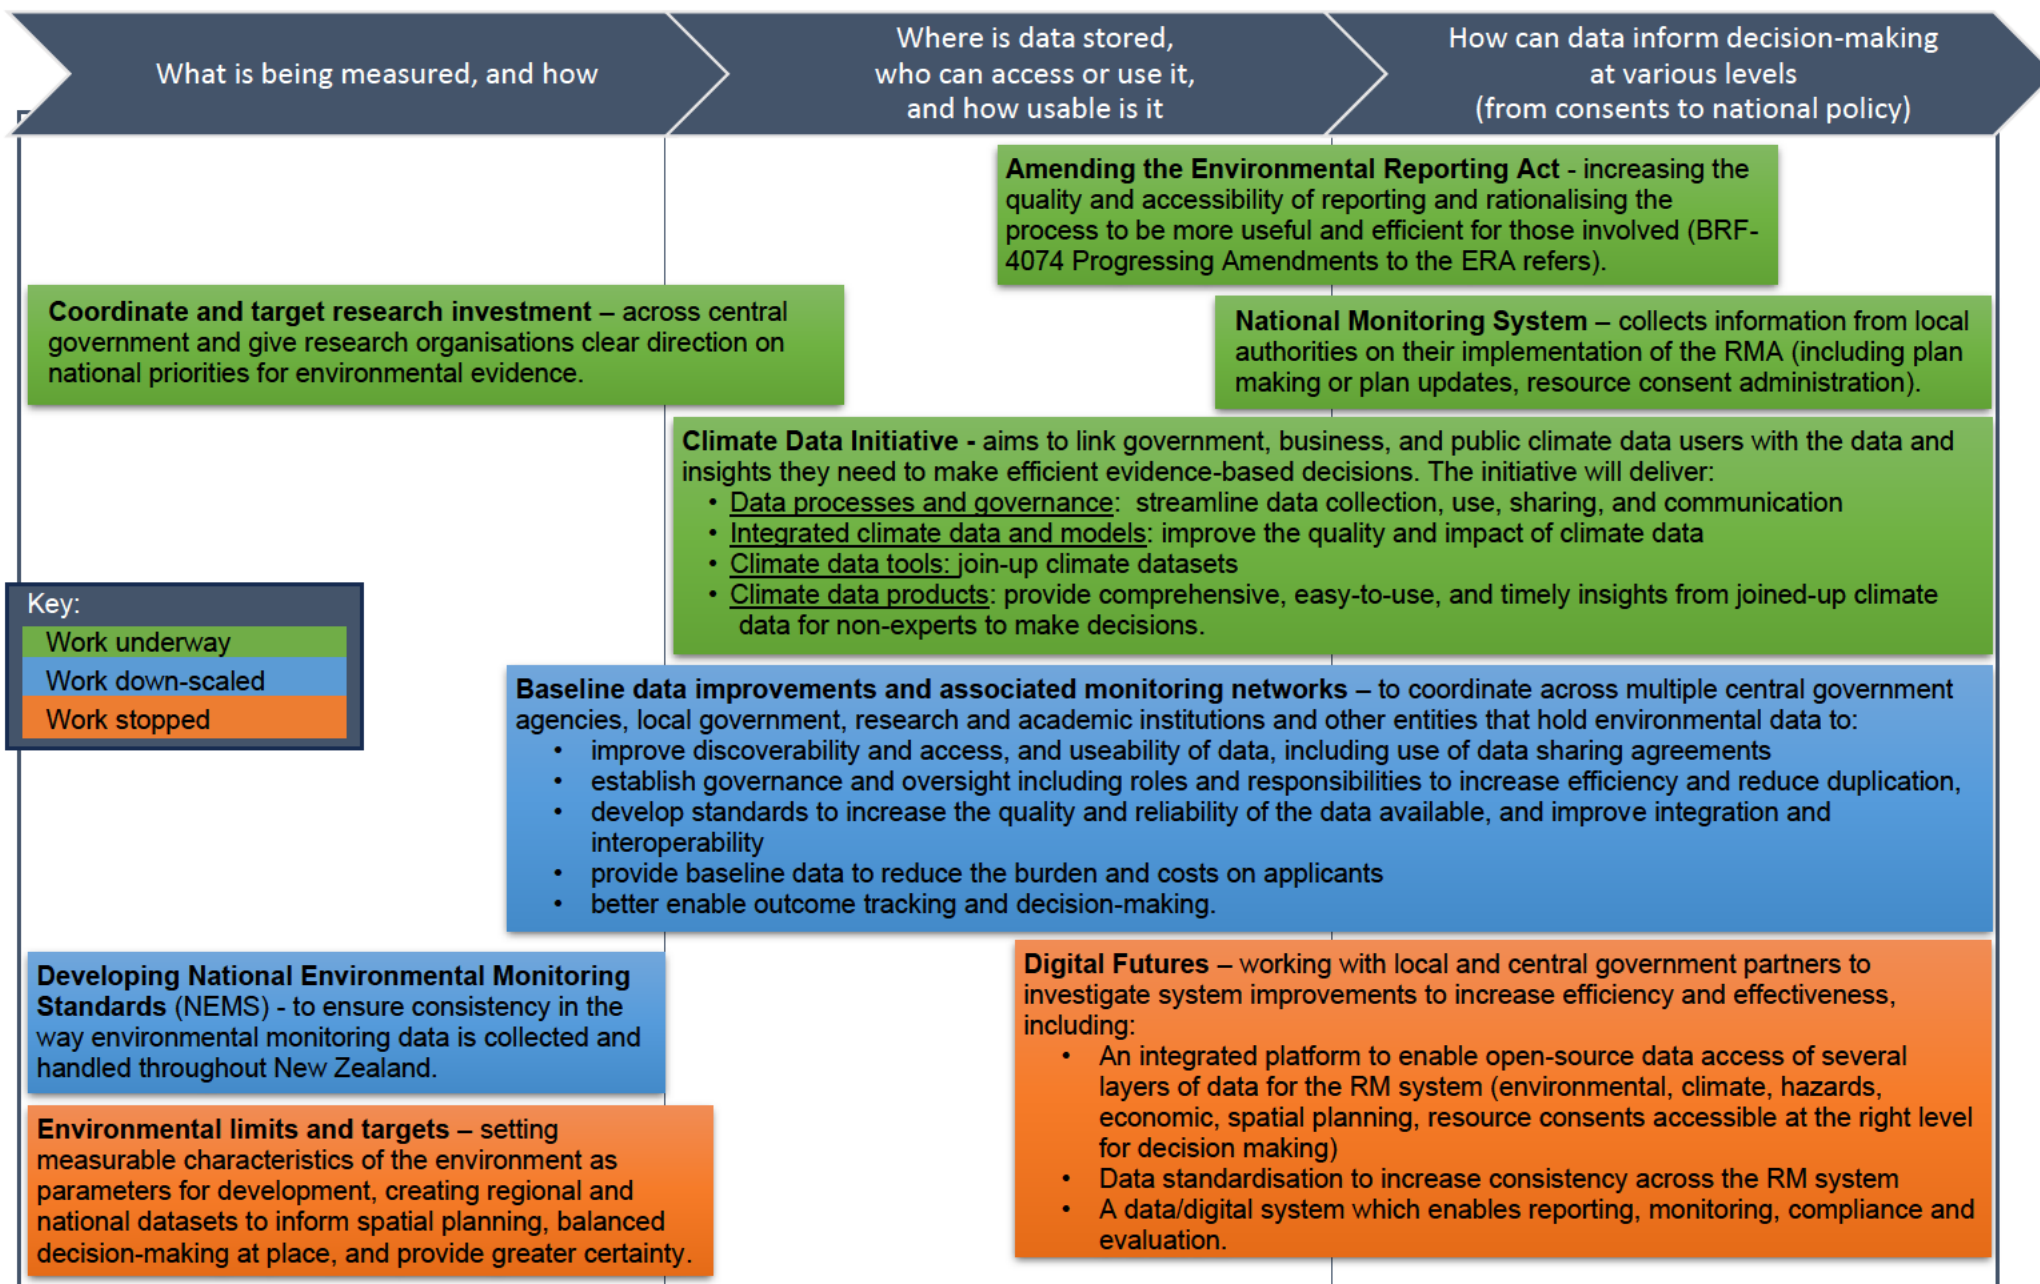 What is being measured, and how
Where is data stored,
who can access or use it,
and how usable is it
How can data inform decision-making
at various levels
(from consents to national policy)
Amending the Environmental Reporting Act - increasing the
quality and accessibility of reporting and rationalising the
process to be more useful and efficient for those involved (BRF-
4074 Progressing Amendments to the ERA refers).
Coordinate and target research investment – across central
government and give research organisations clear direction on
national priorities for environmental evidence.
National Monitoring System – collects information from local
authorities on their implementation of the RMA (including plan
making or plan updates, resource consent administration).
Climate Data Initiative - aims to link government, business, and public climate data users with the data and
insights they need to make efficient evidence-based decisions. The initiative will deliver:
• Data processes and governance: streamline data collection, use, sharing, and communication
• Integrated climate data and models: improve the quality and impact of climate data
• Climate data tools: join-up climate datasets
• Climate data products: provide comprehensive, easy-to-use, and timely insights from joined-up climate
data for non-experts to make decisions.
Key:
Work underway
Work down-scaled
Work stopped
Baseline data improvements and associated monitoring networks – to coordinate across multiple central government
agencies, local government, research and academic institutions and other entities that hold environmental data to:
• improve discoverability and access, and useability of data, including use of data sharing agreements
• establish governance and oversight including roles and responsibilities to increase efficiency and reduce duplication,
• develop standards to increase the quality and reliability of the data available, and improve integration and
interoperability
• provide baseline data to reduce the burden and costs on applicants
• better enable outcome tracking and decision-making.
Developing National Environmental Monitoring
Standards (NEMS) - to ensure consistency in the
way environmental monitoring data is collected and
handled throughout New Zealand.
Environmental limits and targets – setting
measurable characteristics of the environment as
parameters for development, creating regional and
national datasets to inform spatial planning, balanced
decision-making at place, and provide greater certainty.
Digital Futures – working with local and central government partners to
investigate system improvements to increase efficiency and effectiveness,
including:
• An integrated platform to enable open-source data access of several
layers of data for the RM system (environmental, climate, hazards,
economic, spatial planning, resource consents accessible at the right level
for decision making)
• Data standardisation to increase consistency across the RM system
• A data/digital system which enables reporting, monitoring, compliance and
evaluation.